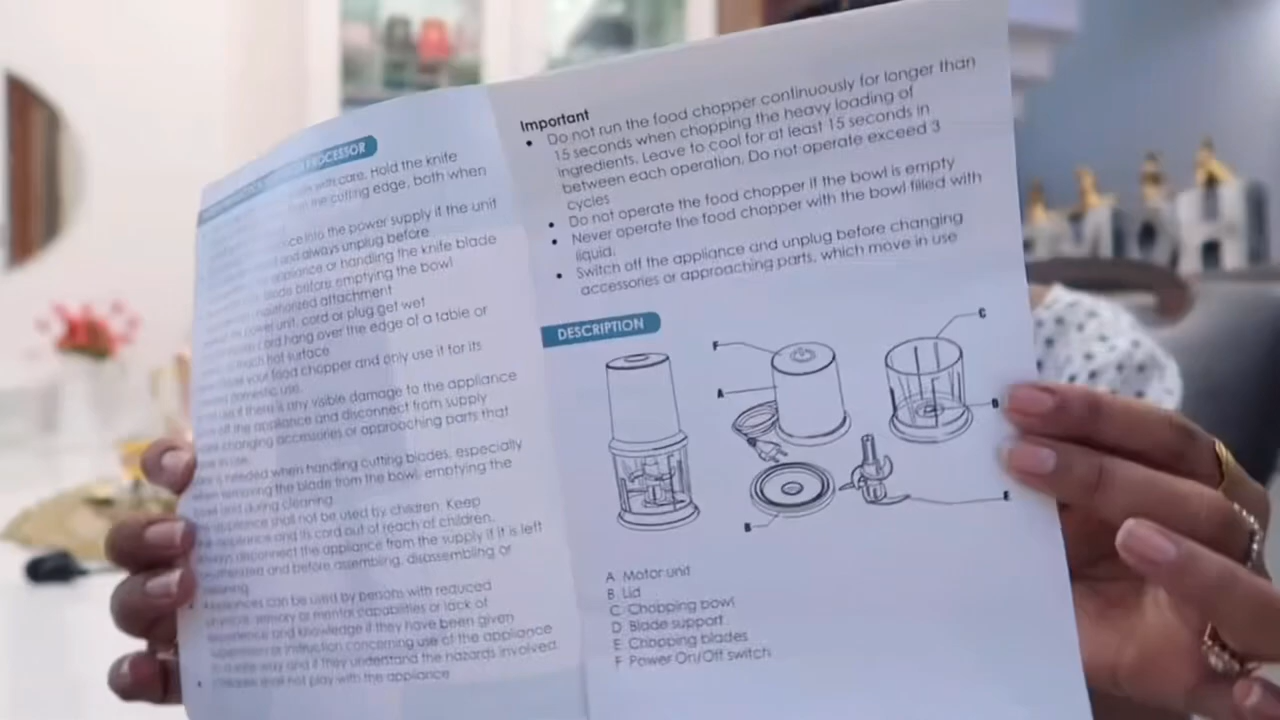 PROCESSOR
with care. Hold the knife
the cutting edge, both when
into the power supply if the unit
and always unplug before
appliance or handling the knife blade
blade before emptying the bowl
unauthorized attachment
power unit, cord or plug get wet
cord hang over the edge of a table or
hot surface
your food chopper and only use it for its
domestic use.
if there is any visible damage to the appliance
off the appliance and disconnect from supply
changing accessories or approaching parts that
in use.
is needed when handling cutting blades, especially
when removing the blade from the bowl, emptying the
bowl and during cleaning
appliance shall not be used by children. Keep
the appliance and its cord out of reach of children.
Always disconnect the appliance from the supply if it is left
unattended and before assembling, disassembling or
cleaning
• Appliances can be used by persons with reduced
physical, sensory or mental capabilities or lack of
experience and knowledge if they have been given
supervision or instruction concerning use of the appliance
in a safe way and if they understand the hazards involved.
• Children shall not play with the appliance
Important
• Do not run the food chopper continuously for longer than
15 seconds when chopping the heavy loading of
ingredients. Leave to cool for at least 15 seconds in
between each operation. Do not operate exceed 3
cycles
• Do not operate the food chopper if the bowl is empty
• Never operate the food chopper with the bowl filled with
liquid.
• Switch off the appliance and unplug before changing
accessories or approaching parts, which move in use
DESCRIPTION
F
C
A
D
E
B
A Motor unit
B. Lid
C Chopping bowl
D Blade support
E Chopping blades
F Power On/Off switch